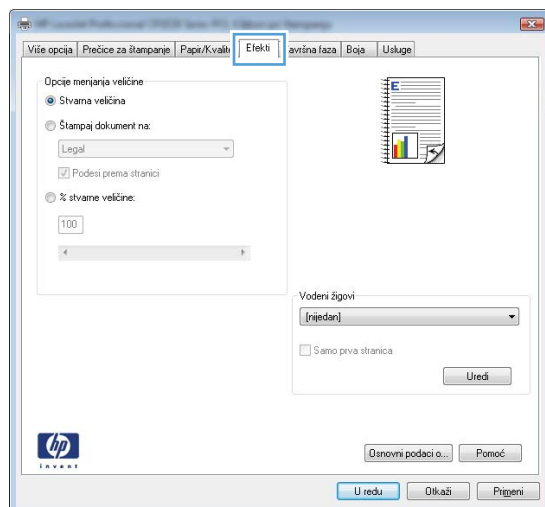 Više opcija Prečice za štampanje Papir/Kvalit Efekti avršna faza Boja Usluge
Opcije menjanja veličine
Stvarna veličina
Štampaj dokument na:
Legal
Podesi prema stranici
% stvarne veličine:
100
E
Vodeni žigovi
[nijedan]
Samo prva stranica
Uredi
hp
invent
Osnovni podaci o... Pomoć
U redu Otkaži Primeni